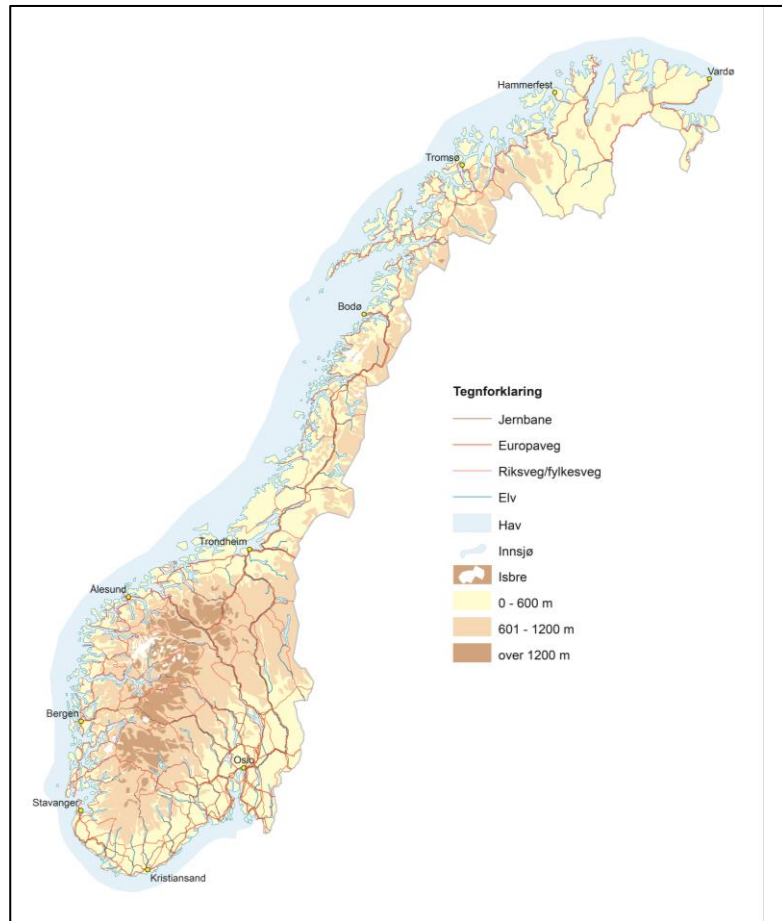 Vardø
Hammerfest
Tromsø
Bodø
Tegnforklaring
Jernbane
Europaveg
Riksveg/fylkesveg
Elv
Hav
Innsjø
Isbre
0 - 600 m
601 - 1200 m
over 1200 m
Trondheim
Ålesund
Bergen
Oslo
Stavanger
Kristiansand